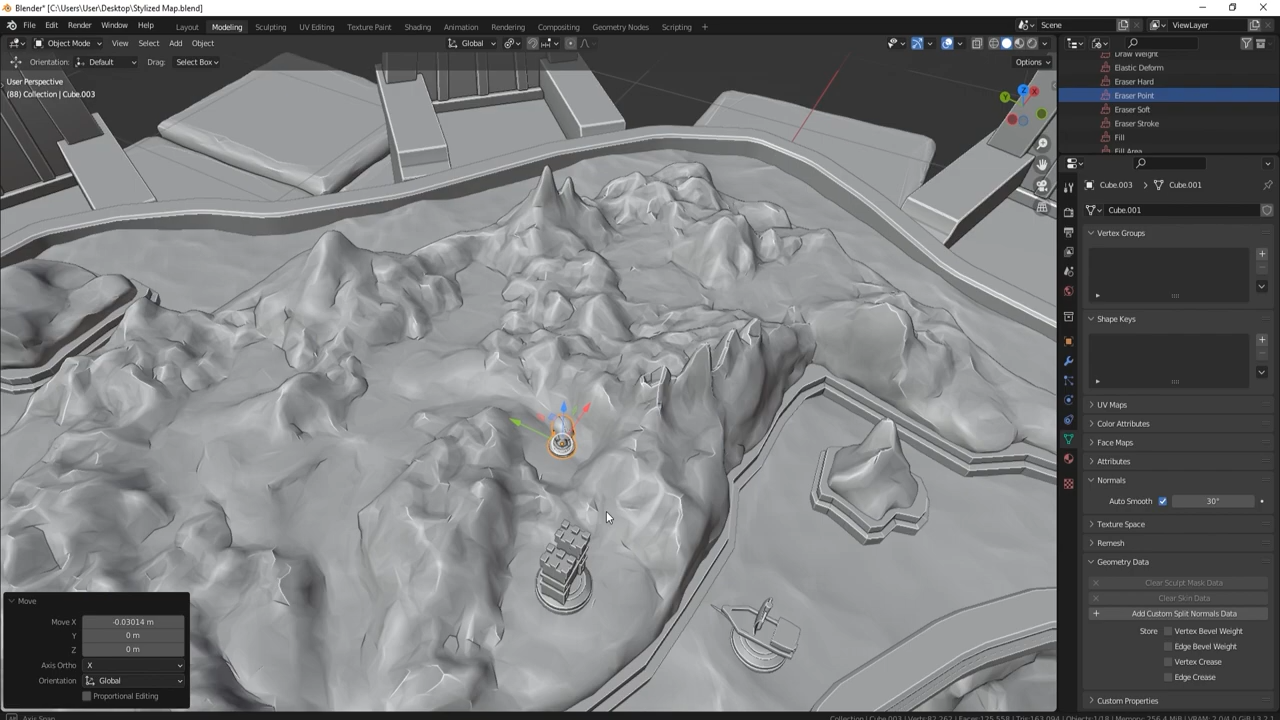 Blender* [C:\Users\User\Desktop\Stylized Map.blend]
File Edit Render Window Help Layout Modeling Sculpting UV Editing Texture Paint Shading Animation Rendering Compositing Geometry Nodes Scripting + Scene ViewLayer
Object Mode View Select Add Object Global
Orientation: Default Drag: Select Box Options
User Perspective
(88) Collection | Cube.003
Z
Y
X
Draw Weight
Elastic Deform
Eraser Hard
Eraser Point
Eraser Soft
Eraser Stroke
Fill
Fill Area
Cube.003 > Cube.001
Cube.001
Vertex Groups
Shape Keys
UV Maps
Color Attributes
Face Maps
Attributes
Normals
Auto Smooth 30°
Texture Space
Remesh
Geometry Data
Clear Sculpt Mask Data
Clear Skin Data
Add Custom Split Normals Data
Store Vertex Bevel Weight
Edge Bevel Weight
Vertex Crease
Edge Crease
Custom Properties
Move
Move X -0.03014 m
Y 0 m
Z 0 m
Axis Ortho X
Orientation Global
Proportional Editing
Axis Snap